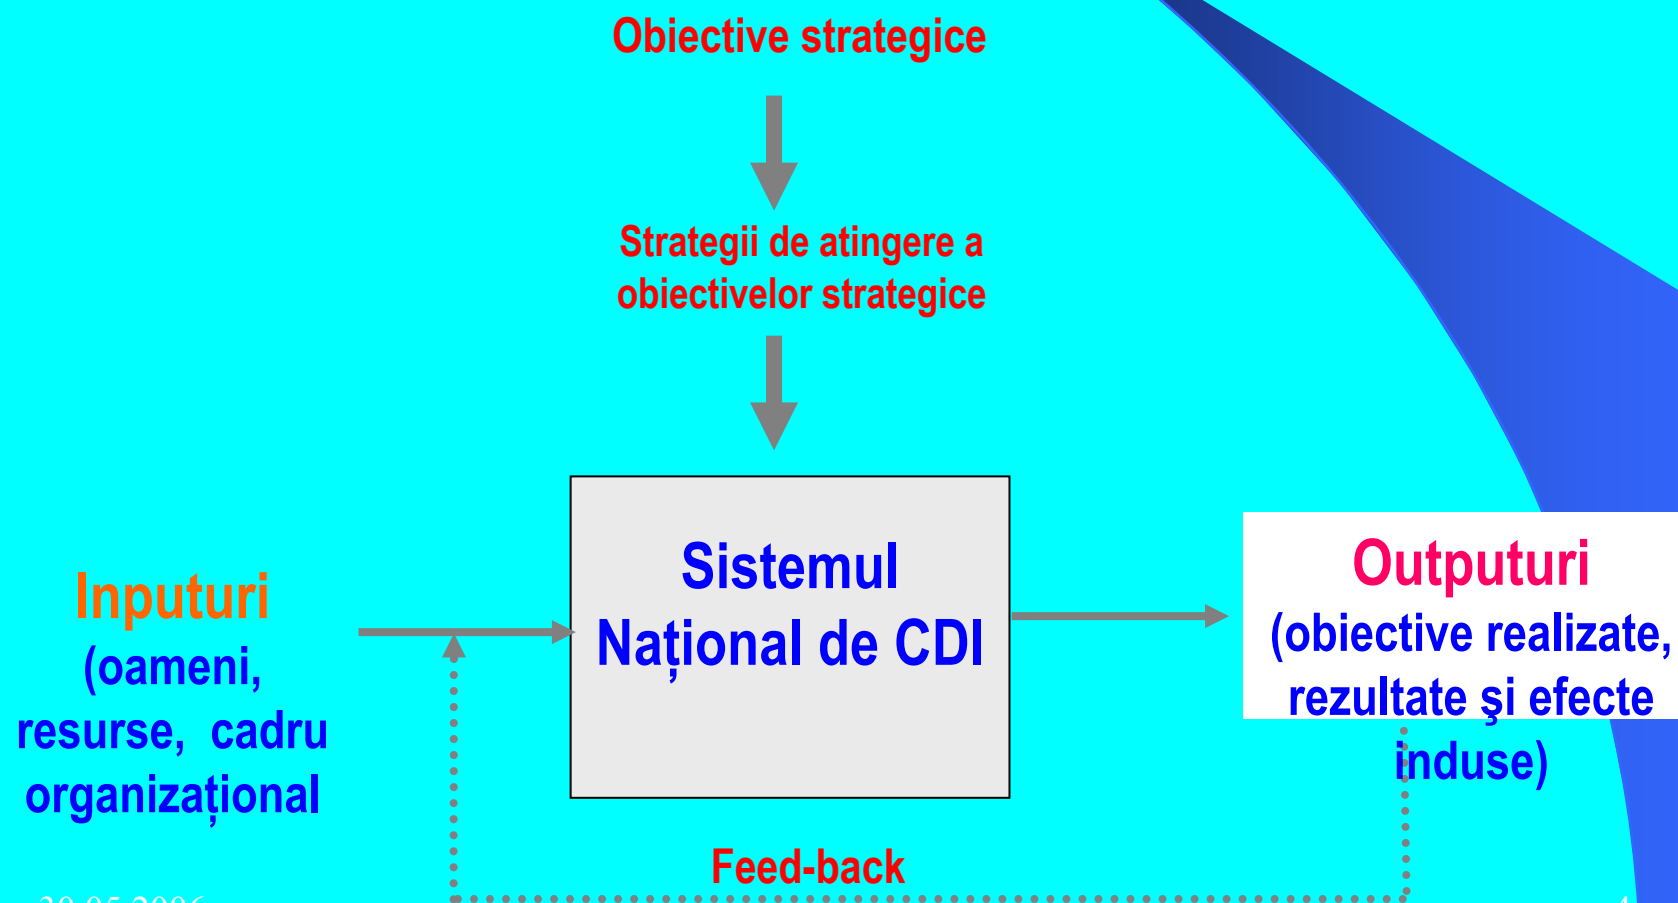 Obiective strategice
Strategii de atingere a
obiectivelor strategice
Sistemul
Național de CDI
Inputuri
(oameni,
resurse, cadru
organizațional
Outputuri
(obiective realizate,
rezultate şi efecte
induse)
Feed-back